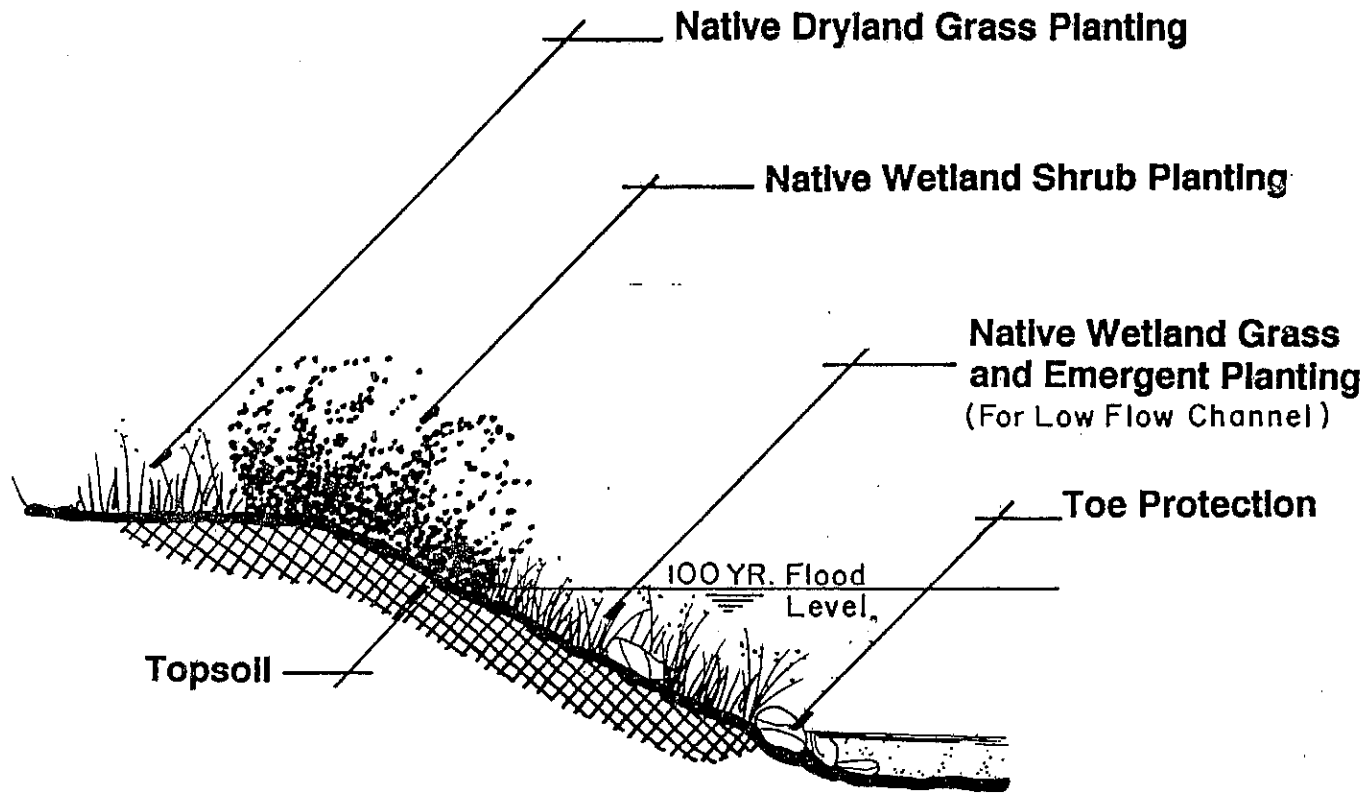 Native Dryland Grass Planting
Native Wetland Shrub Planting
Native Wetland Grass
and Emergent Planting
(For Low Flow Channel)
Toe Protection
100 YR. Flood
Level
Topsoil